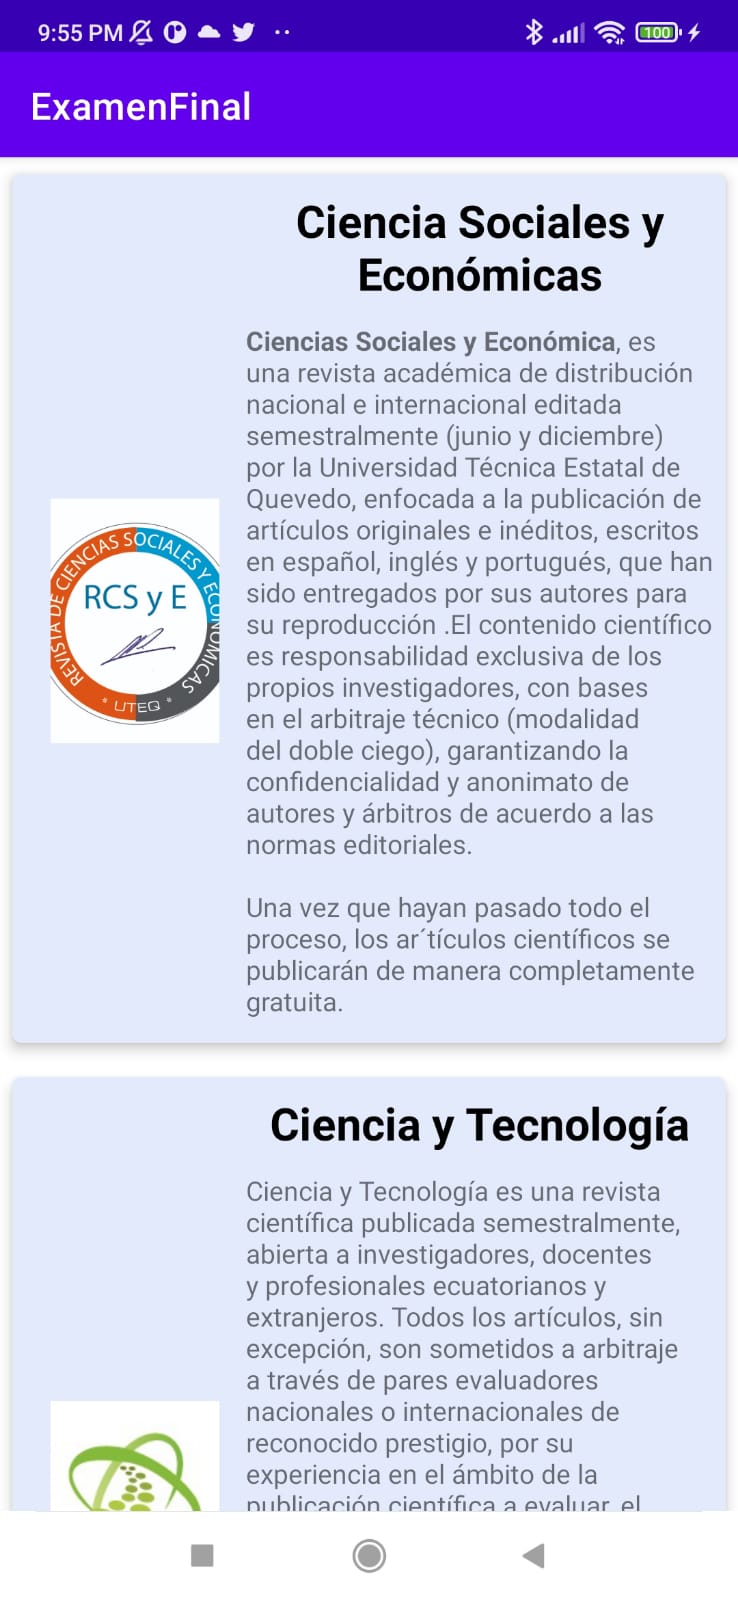 9:55 PM
100
ExamenFinal
Ciencia Sociales y
Económicas
Ciencias Sociales y Económica, es
una revista académica de distribución
nacional e internacional editada
semestralmente (junio y diciembre)
por la Universidad Técnica Estatal de
Quevedo, enfocada a la publicación de
artículos originales e inéditos, escritos
en español, inglés y portugués, que han
sido entregados por sus autores para
su reproducción .El contenido científico
es responsabilidad exclusiva de los
propios investigadores, con bases
en el arbitraje técnico (modalidad
del doble ciego), garantizando la
confidencialidad y anonimato de
autores y árbitros de acuerdo a las
normas editoriales.
Una vez que hayan pasado todo el
proceso, los ar´tículos científicos se
publicarán de manera completamente
gratuita.
REVISTA DE CIENCIAS SOCIALES Y ECONÓMICAS
RCS y E
* UTEQ *
Ciencia y Tecnología
Ciencia y Tecnología es una revista
científica publicada semestralmente,
abierta a investigadores, docentes
y profesionales ecuatorianos y
extranjeros. Todos los artículos, sin
excepción, son sometidos a arbitraje
a través de pares evaluadores
nacionales o internacionales de
reconocido prestigio, por su
experiencia en el ámbito de la
publicación científica a evaluar, el